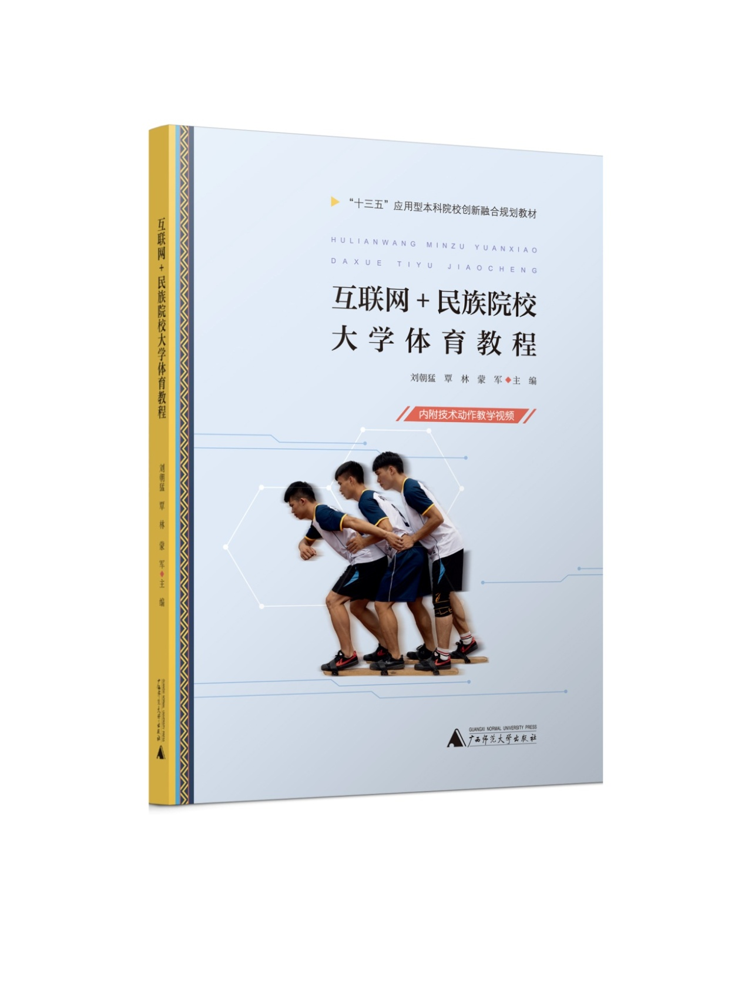 “十三五”应用型本科院校创新融合规划教材
HULIANWANG MINZU YUANXIAO
DAXUE TIYU JIAOCHENG
互联网+民族院校
大学体育教程
刘朝猛 覃林 蒙军◆主编
内附技术动作教学视频
GUANGXI NORMAL UNIVERSITY PRESS
广西师范大学出版社
互联网+民族院校大学体育教程
刘朝猛 覃林 蒙军◆主编
广西师范大学出版社
GUANGXI NORMAL UNIVERSITY PRESS